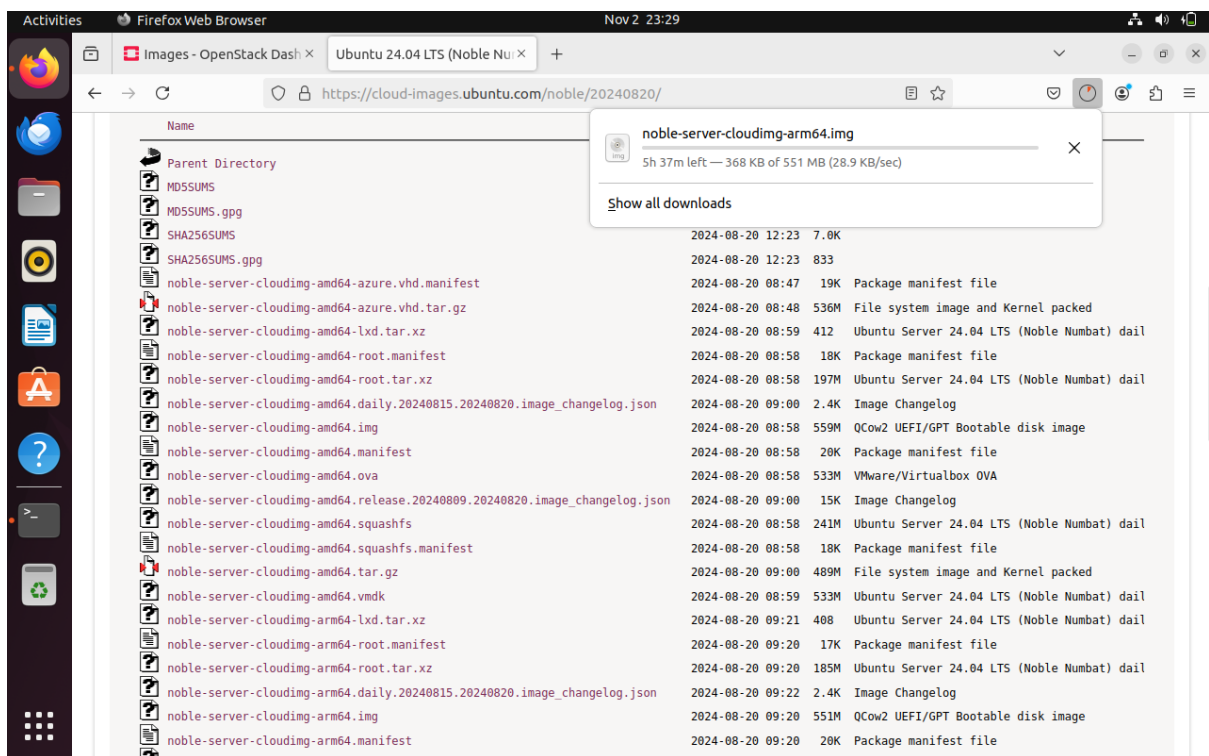 Activities Firefox Web Browser Nov 2 23:29
Images - OpenStack Dash Ubuntu 24.04 LTS (Noble Nu
https://cloud-images.ubuntu.com/noble/20240820/
Name
noble-server-cloudimg-arm64.img
img
5h 37m left — 368 KB of 551 MB (28.9 KB/sec)
Show all downloads
Parent Directory
MD5SUMS
MD5SUMS.gpg
SHA256SUMS 2024-08-20 12:23 7.0K
SHA256SUMS.gpg 2024-08-20 12:23 833
noble-server-cloudimg-amd64-azure.vhd.manifest 2024-08-20 08:47 19K Package manifest file
noble-server-cloudimg-amd64-azure.vhd.tar.gz 2024-08-20 08:48 536M File system image and Kernel packed
noble-server-cloudimg-amd64-lxd.tar.xz 2024-08-20 08:59 412 Ubuntu Server 24.04 LTS (Noble Numbat) dail
noble-server-cloudimg-amd64-root.manifest 2024-08-20 08:58 18K Package manifest file
noble-server-cloudimg-amd64-root.tar.xz 2024-08-20 08:58 197M Ubuntu Server 24.04 LTS (Noble Numbat) dail
noble-server-cloudimg-amd64.daily.20240815.20240820.image_changelog.json 2024-08-20 09:00 2.4K Image Changelog
noble-server-cloudimg-amd64.img 2024-08-20 08:58 559M QCow2 UEFI/GPT Bootable disk image
noble-server-cloudimg-amd64.manifest 2024-08-20 08:58 20K Package manifest file
noble-server-cloudimg-amd64.ova 2024-08-20 08:58 533M VMware/Virtualbox OVA
noble-server-cloudimg-amd64.release.20240809.20240820.image_changelog.json 2024-08-20 09:00 15K Image Changelog
noble-server-cloudimg-amd64.squashfs 2024-08-20 08:58 241M Ubuntu Server 24.04 LTS (Noble Numbat) dail
noble-server-cloudimg-amd64.squashfs.manifest 2024-08-20 08:58 18K Package manifest file
noble-server-cloudimg-amd64.tar.gz 2024-08-20 09:00 489M File system image and Kernel packed
noble-server-cloudimg-amd64.vmdk 2024-08-20 08:59 533M Ubuntu Server 24.04 LTS (Noble Numbat) dail
noble-server-cloudimg-arm64-lxd.tar.xz 2024-08-20 09:21 408 Ubuntu Server 24.04 LTS (Noble Numbat) dail
noble-server-cloudimg-arm64-root.manifest 2024-08-20 09:20 17K Package manifest file
noble-server-cloudimg-arm64-root.tar.xz 2024-08-20 09:20 185M Ubuntu Server 24.04 LTS (Noble Numbat) dail
noble-server-cloudimg-arm64.daily.20240815.20240820.image_changelog.json 2024-08-20 09:22 2.4K Image Changelog
noble-server-cloudimg-arm64.img 2024-08-20 09:20 551M QCow2 UEFI/GPT Bootable disk image
noble-server-cloudimg-arm64.manifest 2024-08-20 09:20 20K Package manifest file